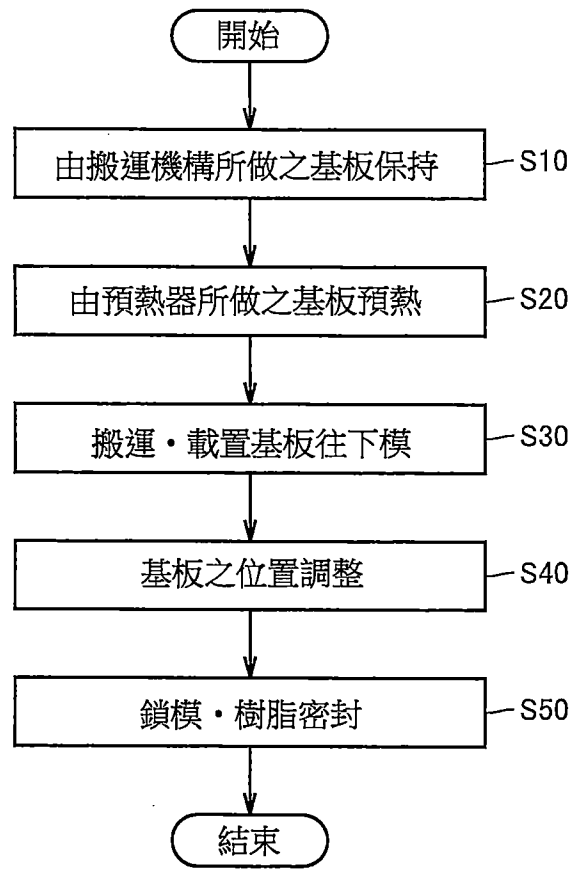 開始
由搬運機構所做之基板保持 S10
由預熱器所做之基板預熱 S20
搬運・載置基板往下模 S30
基板之位置調整 S40
鎖模・樹脂密封 S50
結束